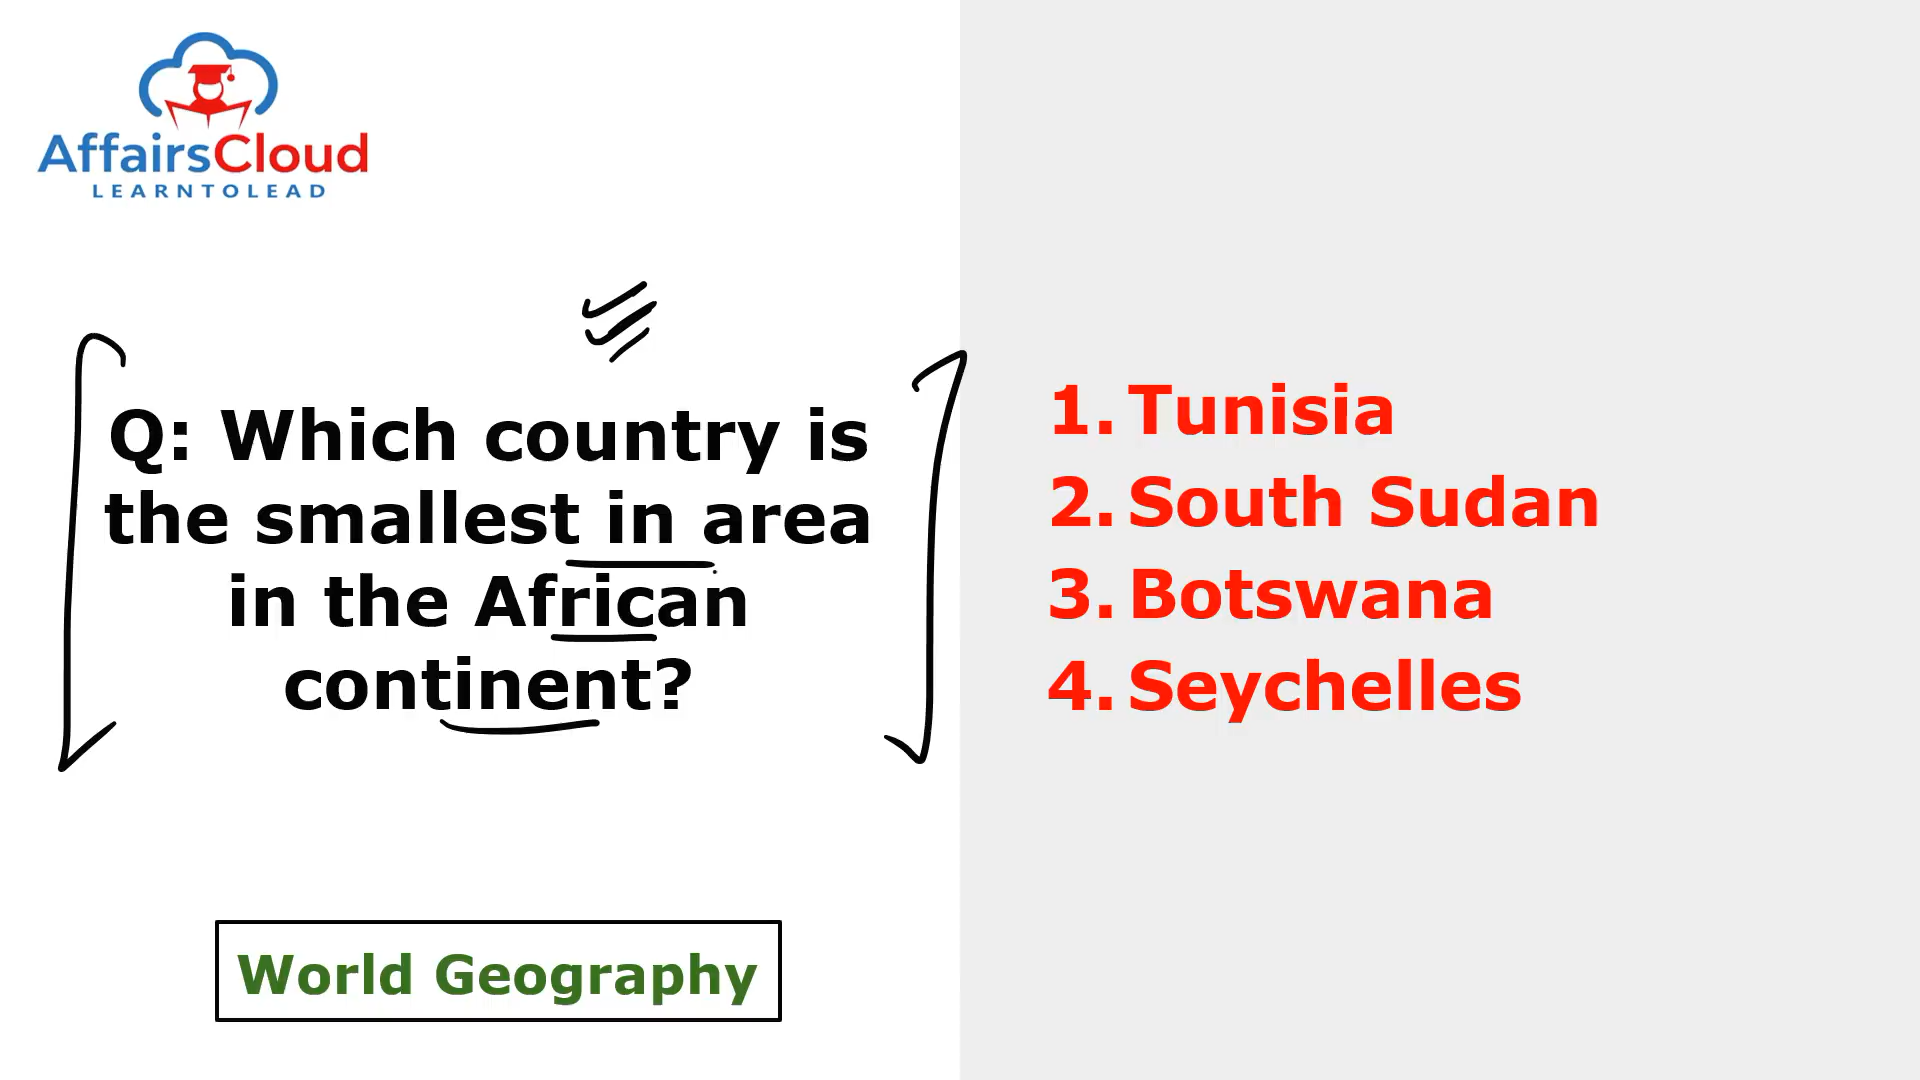 AffairsCloud
LEARNTOLEAD
Q: Which country is
the smallest in area
in the African
continent?
1. Tunisia
2. South Sudan
3. Botswana
4. Seychelles
World Geography